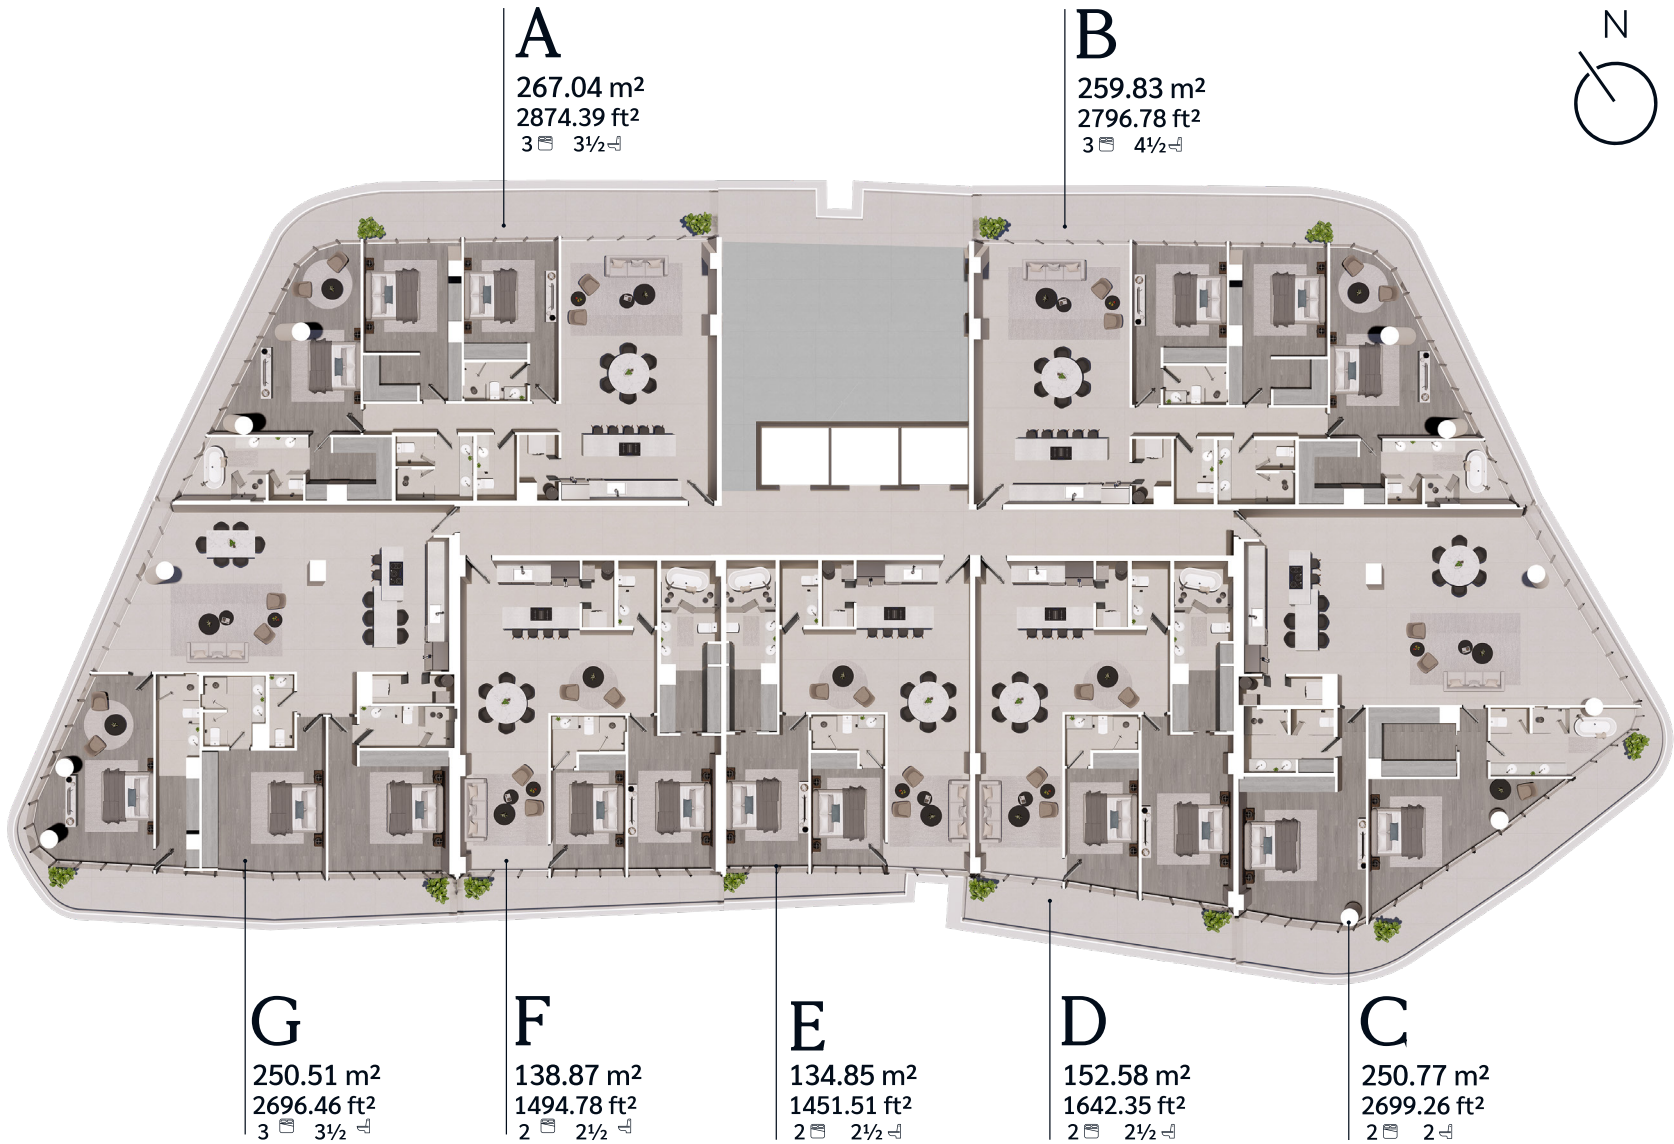 A
267.04 m²
2874.39 ft²
3 3½
B
259.83 m²
2796.78 ft²
3 4½
N
G
250.51 m²
2696.46 ft²
3 3½
F
138.87 m²
1494.78 ft²
2 2½
E
134.85 m²
1451.51 ft²
2 2½
D
152.58 m²
1642.35 ft²
2 2½
C
250.77 m²
2699.26 ft²
2 2